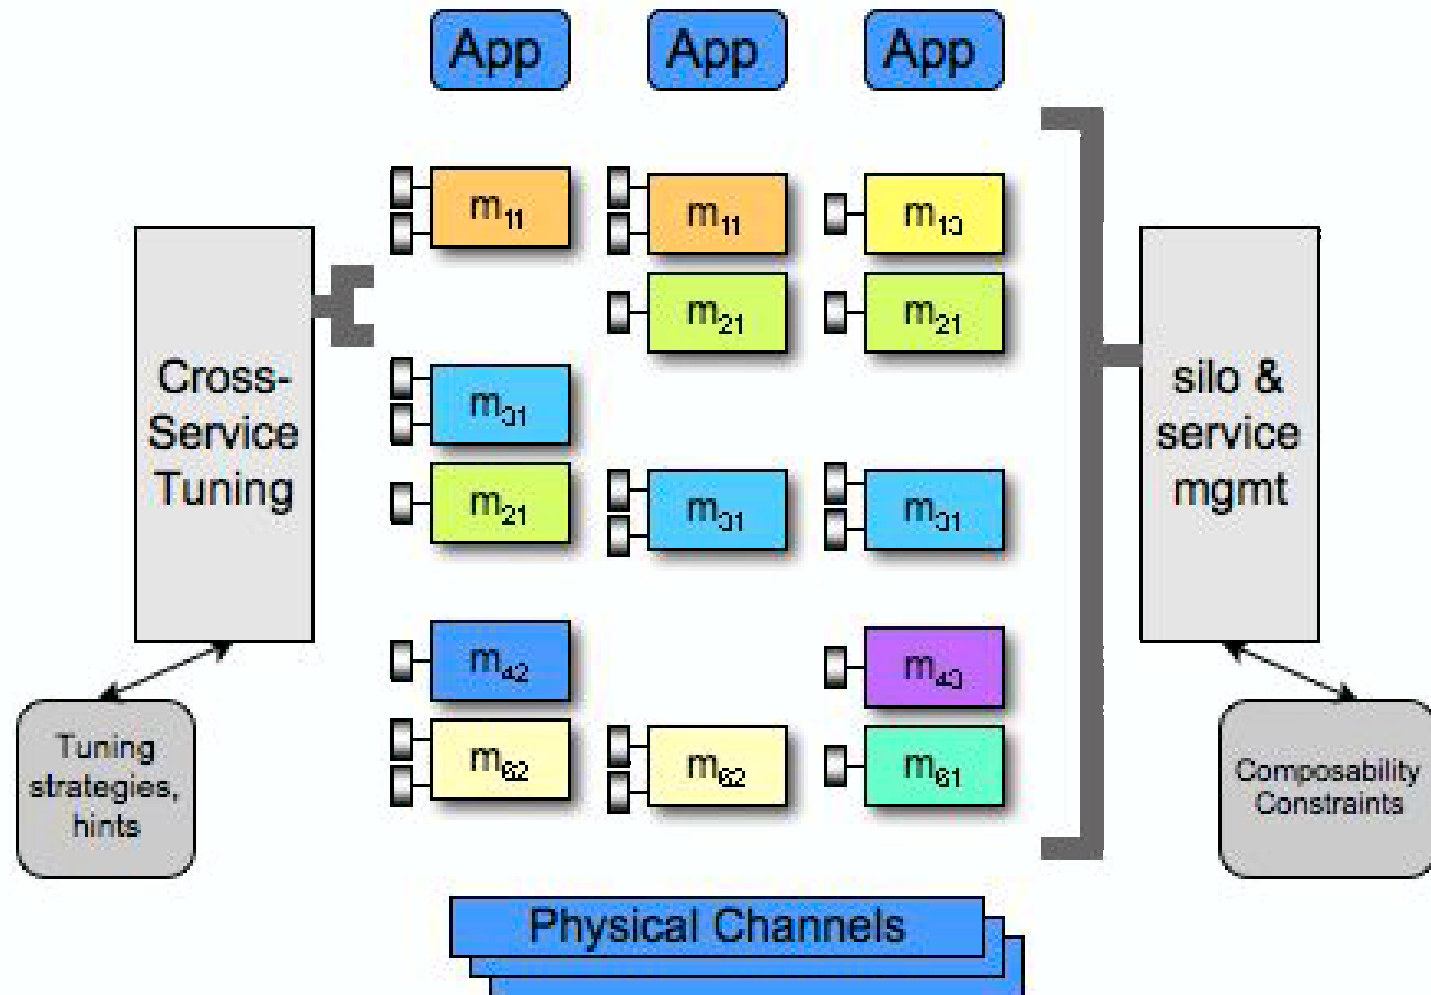 App App App
m11 m11 m13
m21 m21
Cross-
Service
Tuning
m31
silo &
service
mgmt
m21 m31 m31
m42 m43
Tuning
strategies,
hints
m62 m62 m61
Composability
Constraints
Physical Channels